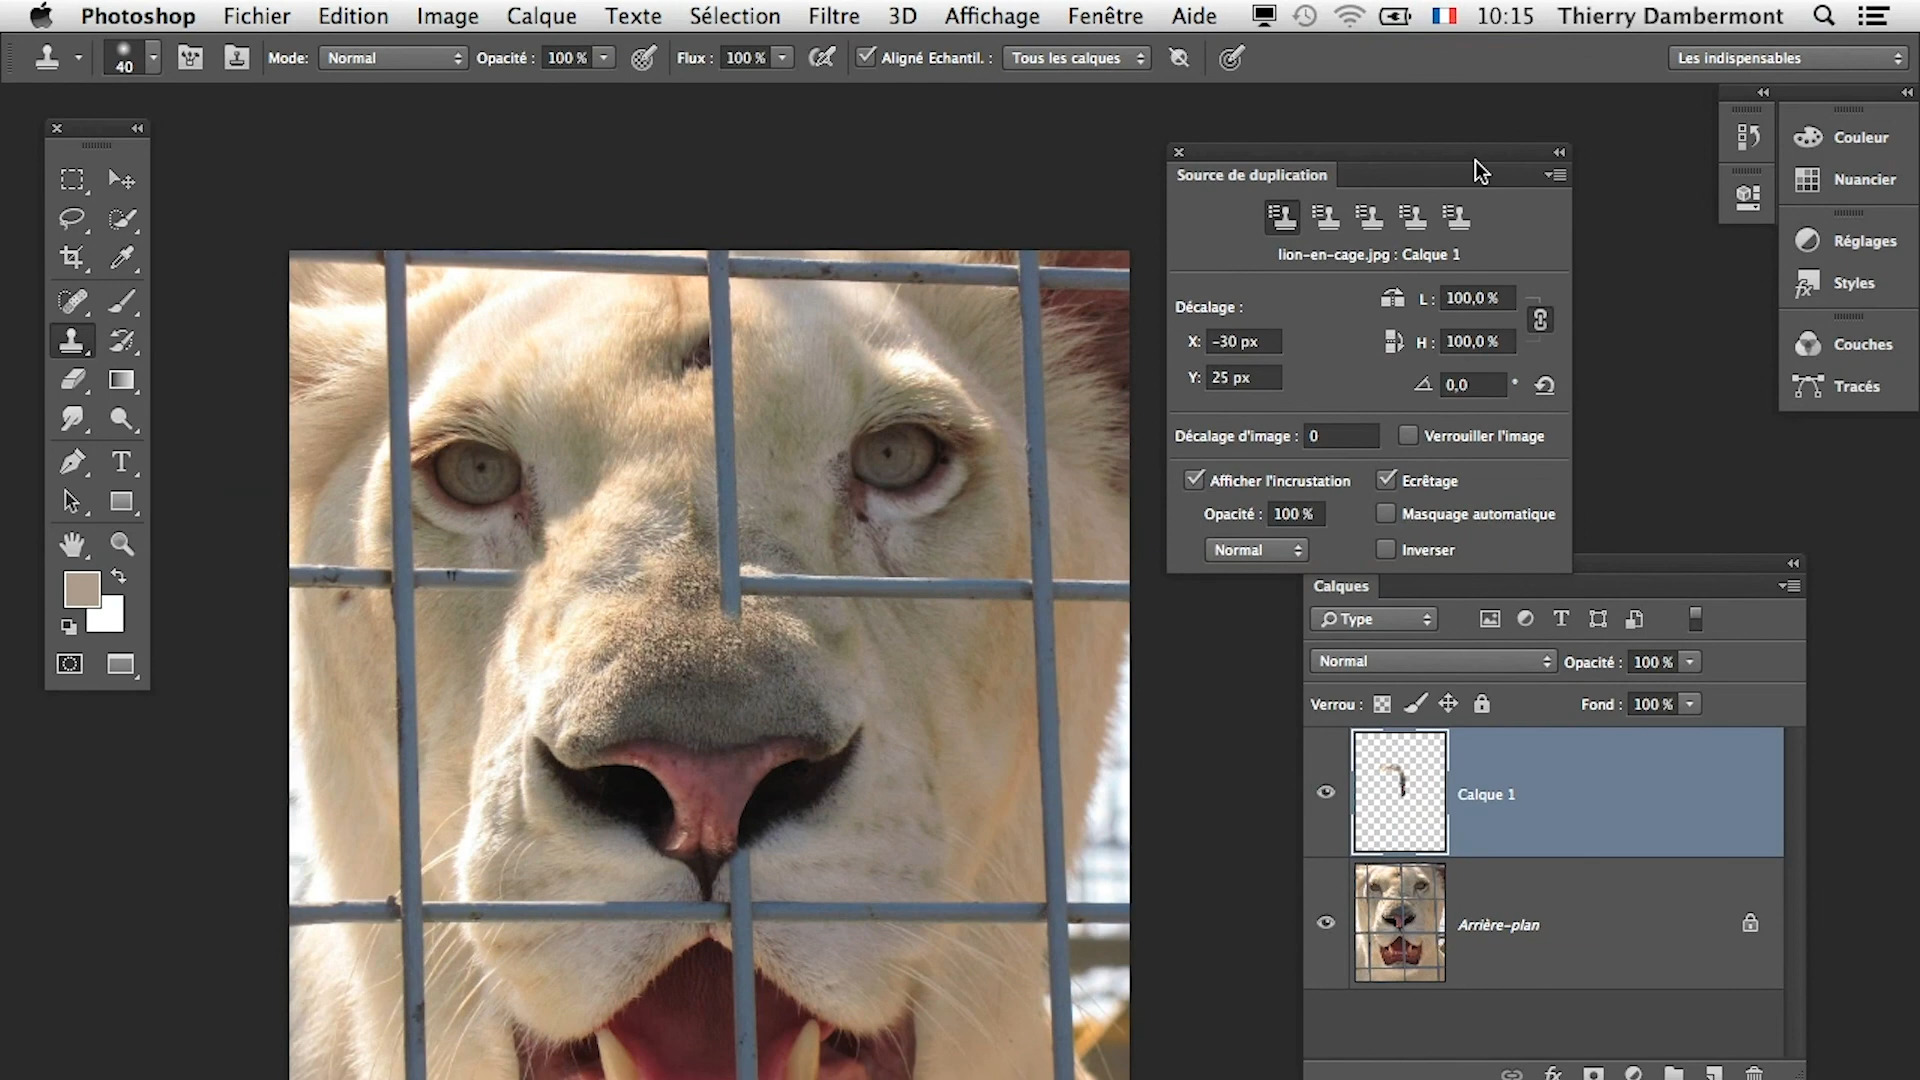 Photoshop Fichier Edition Image Calque Texte Sélection Filtre 3D Affichage Fenêtre Aide 10:15 Thierry Dambermont
40 Mode: Normal Opacité : 100 % Flux : 100 % Aligné Echantil. : Tous les calques Les indispensables
Source de duplication
lion-en-cage.jpg : Calque 1
Décalage :
X: -30 px
Y: 25 px
L : 100,0 %
H : 100,0 %
0,0 °
Décalage d'image : 0 Verrouiller l'image
Afficher l'incrustation Ecrêtage
Opacité : 100 % Masquage automatique
Normal Inverser
Couleur
Nuancier
Réglages
Styles
Couches
Tracés
Calques
Type
Normal Opacité : 100 %
Verrou : Fond : 100 %
Calque 1
Arrière-plan